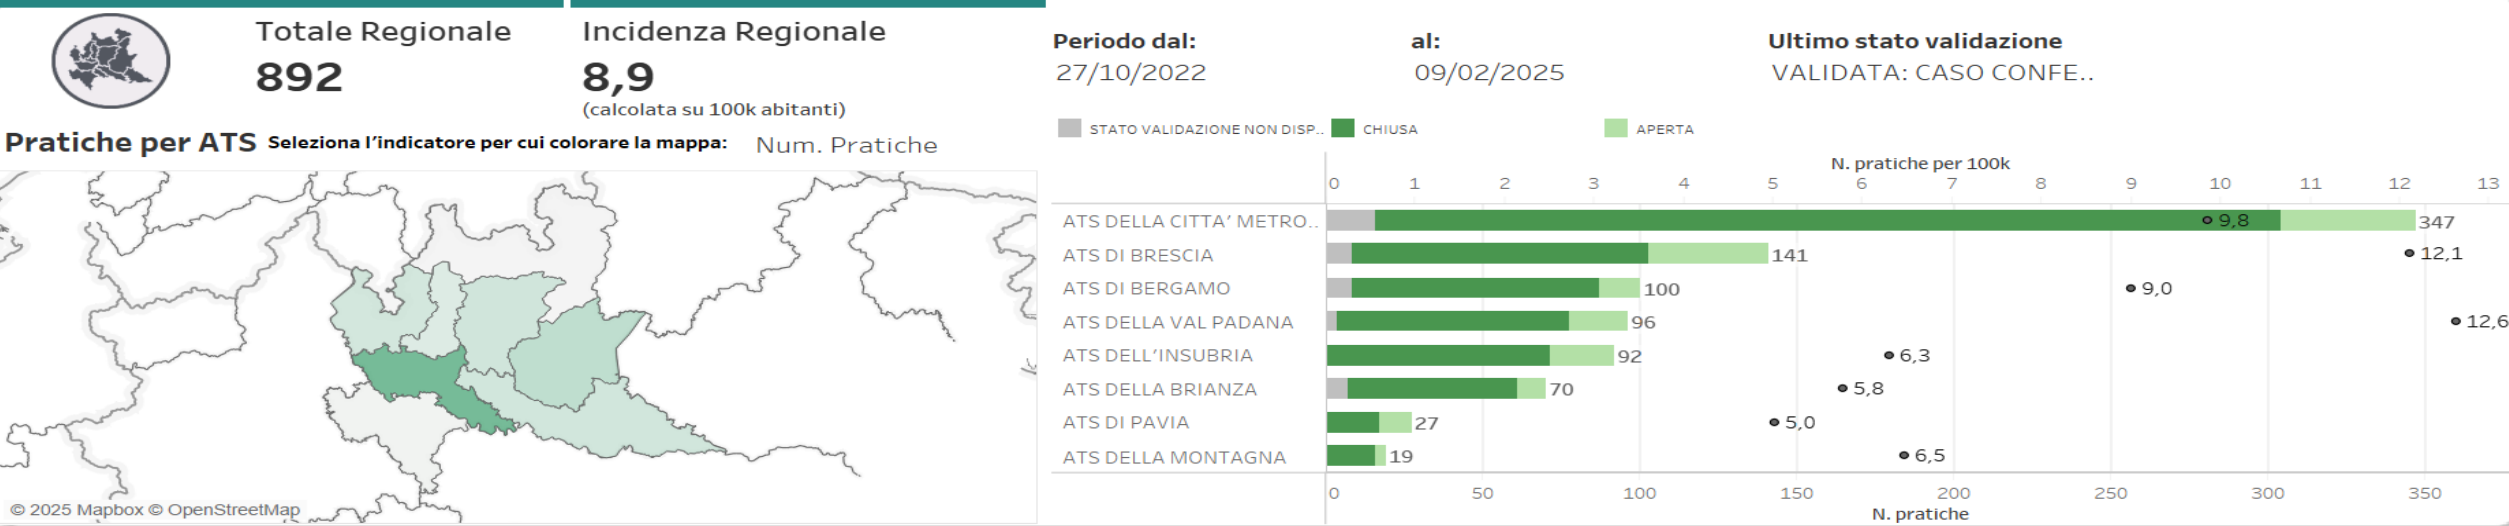 Totale Regionale
892
Incidenza Regionale
8,9
(calcolata su 100k abitanti)
Periodo dal:
27/10/2022
al:
09/02/2025
Ultimo stato validazione
VALIDATA: CASO CONFE..
Pratiche per ATS
Seleziona l'indicatore per cui colorare la mappa:
Num. Pratiche
© 2025 Mapbox © OpenStreetMap
STATO VALIDAZIONE NON DISP..
CHIUSA
APERTA
N. pratiche per 100k
0 1 2 3 4 5 6 7 8 9 10 11 12 13
ATS DELLA CITTA' METRO.. 9,8 347
ATS DI BRESCIA 141 12,1
ATS DI BERGAMO 100 9,0
ATS DELLA VAL PADANA 96 12,6
ATS DELL'INSUBRIA 92 6,3
ATS DELLA BRIANZA 70 5,8
ATS DI PAVIA 27 5,0
ATS DELLA MONTAGNA 19 6,5
0 50 100 150 200 250 300 350
N. pratiche